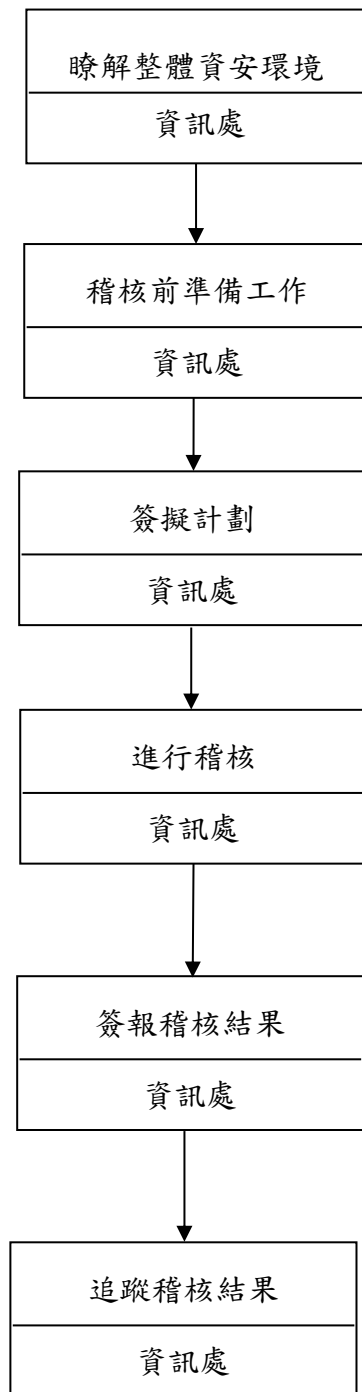 瞭解整體資安環境
資訊處
稽核前準備工作
資訊處
簽擬計劃
資訊處
進行稽核
資訊處
簽報稽核結果
資訊處
追蹤稽核結果
資訊處